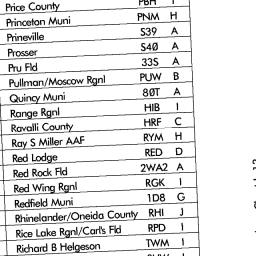 Price County PBH I
Princeton Muni PNM H
Prineville S39 A
Prosser S40 A
Pru Fld 33S A
Pullman/Moscow Rgnl PUW B
Quincy Muni 80T A
Range Rgnl HIB I
Ravalli County HRF C
Ray S Miller AAF RYM H
Red Lodge RED D
Red Rock Fld 2WA2 A
Red Wing Rgnl RGK I
Redfield Muni 1D8 G
Rhinelander/Oneida County RHI J
Rice Lake Rgnl/Carl's Fld RPD I
Richard B Helgeson TWM I